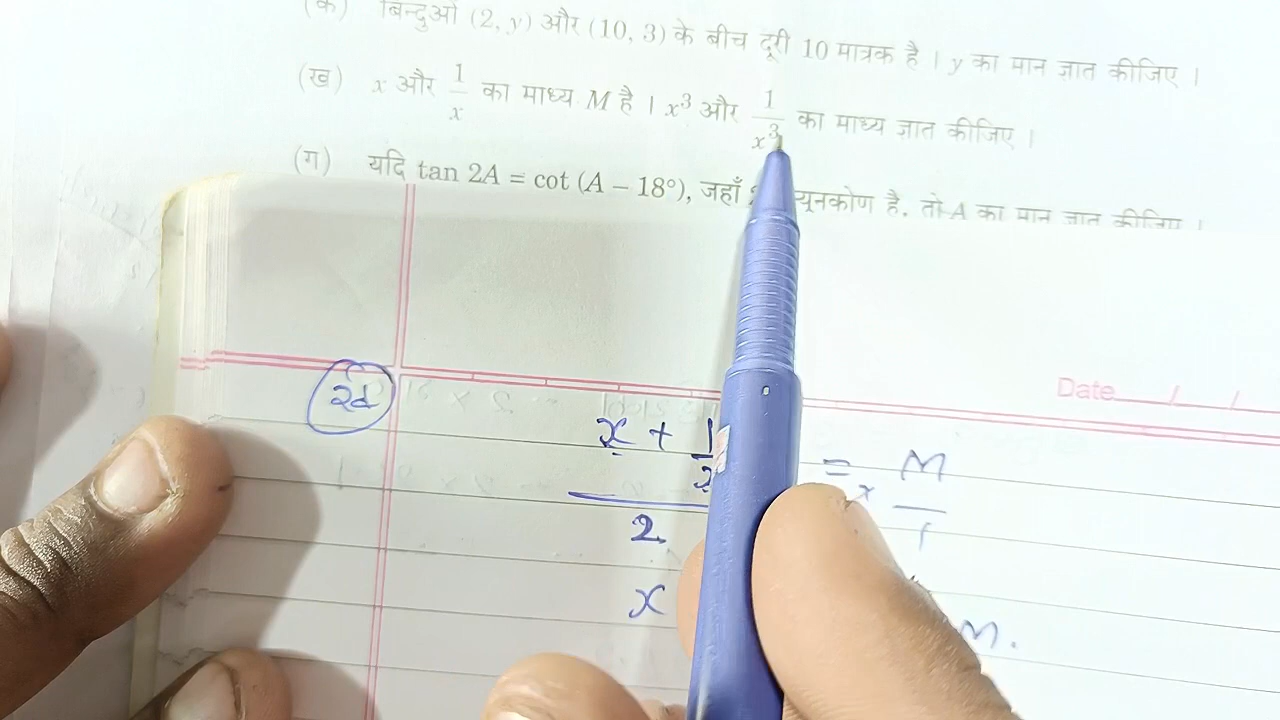 (क) बिन्दुओं (2, y) और (10, 3) के बीच दूरी 10 मात्रक है । y का मान ज्ञात कीजिए ।
(ख) x और 1/x का माध्य M है । x³ और 1/x³ का माध्य ज्ञात कीजिए ।
(ग) यदि tan 2A = cot (A – 18°), जहाँ न्यूनकोण है, तो A का मान ज्ञात कीजिए ।
Date / /
x + 1 = M
2 1
x M.